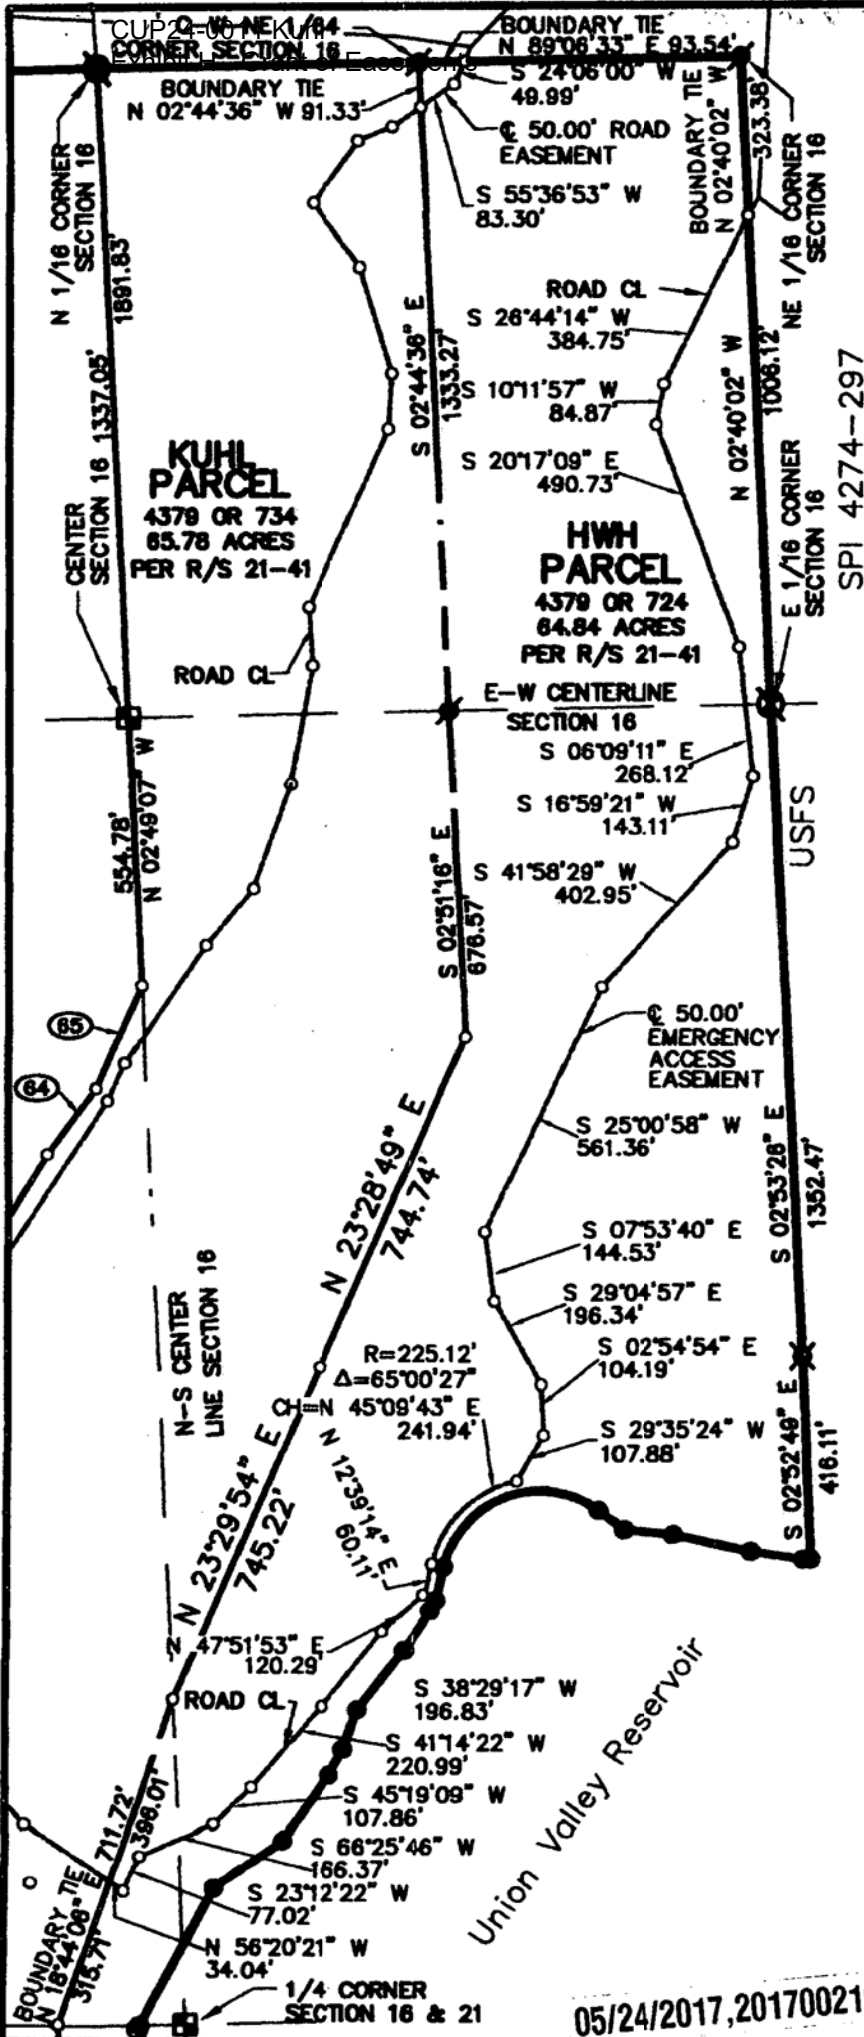 CUP24-0011 Kuhl
C-W-NE 1/64
CORNER SECTION 16
Exhibit H - Grant of Easements
BOUNDARY TIE
N 89°06'33" E 93.54'
BOUNDARY TIE
N 02°44'36" W 91.33'
S 24°06'00" W
49.99'
℄ 50.00' ROAD
EASEMENT
S 55°36'53" W
83.30'
BOUNDARY TIE
N 02°40'02" W
323.38'
NE 1/16 CORNER
SECTION 16
N 1/16 CORNER
SECTION 16
1891.83'
ROAD CL
S 26°44'14" W
384.75'
S 02°44'36" E
1333.27'
S 10°11'57" W
84.87'
S 20°17'09" E
490.73'
N 02°40'02" W
1006.12'
SPI 4274-297
1337.05'
CENTER
SECTION 16
KUHL
PARCEL
4379 OR 734
65.78 ACRES
PER R/S 21-41
HWH
PARCEL
4379 OR 724
64.84 ACRES
PER R/S 21-41
E 1/16 CORNER
SECTION 16
ROAD CL
E-W CENTERLINE
SECTION 16
S 06°09'11" E
268.12'
S 16°59'21" W
143.11'
USFS
554.78'
N 02°49'07" W
S 41°58'29" W
402.95'
S 02°51'16" E
676.57'
65
64
℄ 50.00'
EMERGENCY
ACCESS
EASEMENT
S 25°00'58" W
561.36'
S 02°53'26" E
1352.47'
N 23°28'49" E
744.74'
S 07°53'40" E
144.53'
S 29°04'57" E
196.34'
N-S CENTER
LINE SECTION 16
R=225.12'
Δ=65°00'27"
CH=N 45°09'43" E
241.94'
S 02°54'54" E
104.19'
S 29°35'24" W
107.88'
S 02°52'49" E
416.11'
N 12°39'14" E
60.11'
N 23°29'54" E
745.22'
N 47°51'53" E
120.29'
ROAD CL
S 38°29'17" W
196.83'
S 41°14'22" W
220.99'
S 45°19'09" W
107.86'
S 66°25'46" W
166.37'
S 23°12'22" W
77.02'
N 56°20'21" W
34.04'
Union Valley Reservoir
711.72'
396.01'
BOUNDARY TIE
N 18°44'06" E
315.71'
1/4 CORNER
SECTION 16 & 21
05/24/2017,2017002